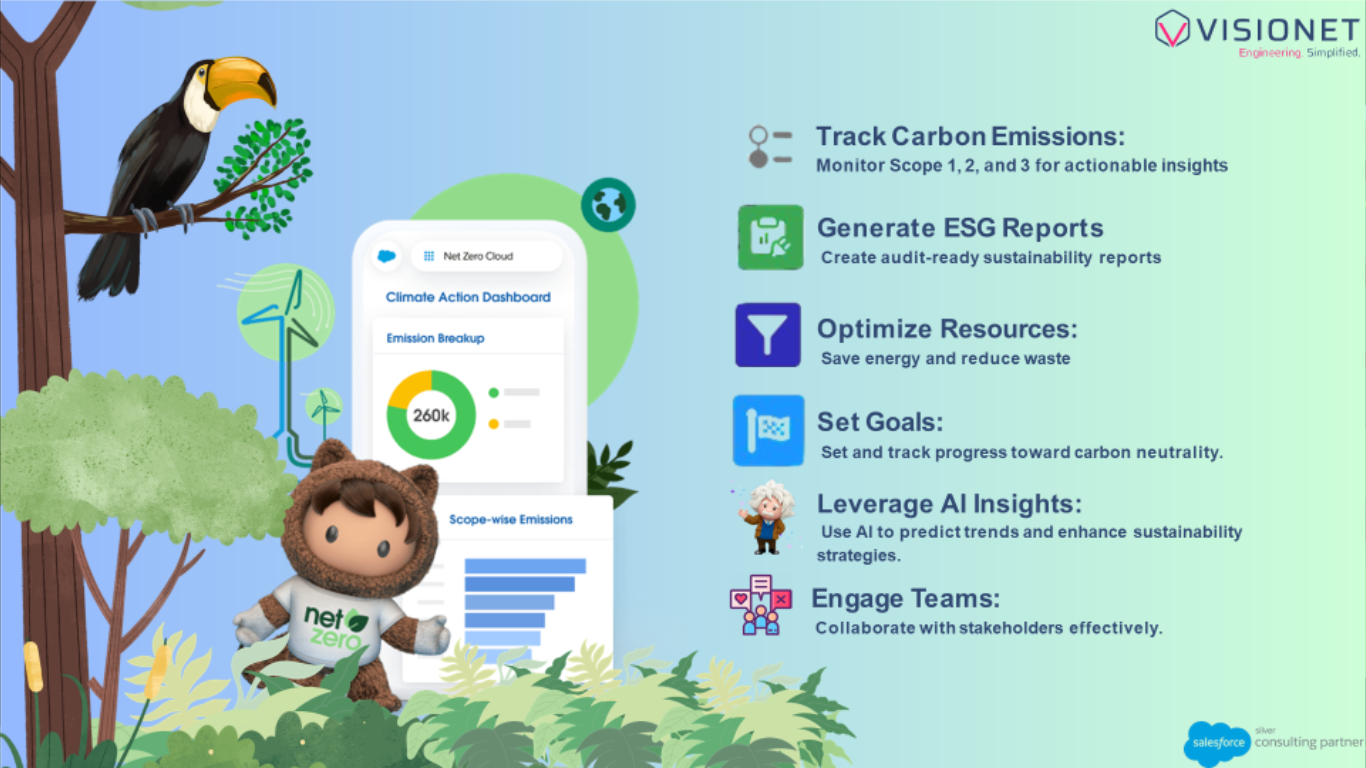 VISIONET
Engineering. Simplified.
Track Carbon Emissions:
Monitor Scope 1, 2, and 3 for actionable insights
Generate ESG Reports
Create audit-ready sustainability reports
Optimize Resources:
Save energy and reduce waste
Set Goals:
Set and track progress toward carbon neutrality.
Leverage AI Insights:
Use AI to predict trends and enhance sustainability
strategies.
Engage Teams:
Collaborate with stakeholders effectively.
Net Zero Cloud
Climate Action Dashboard
Emission Breakup
260k
Scope-wise Emissions
net
zero
salesforce
silver
consulting partner